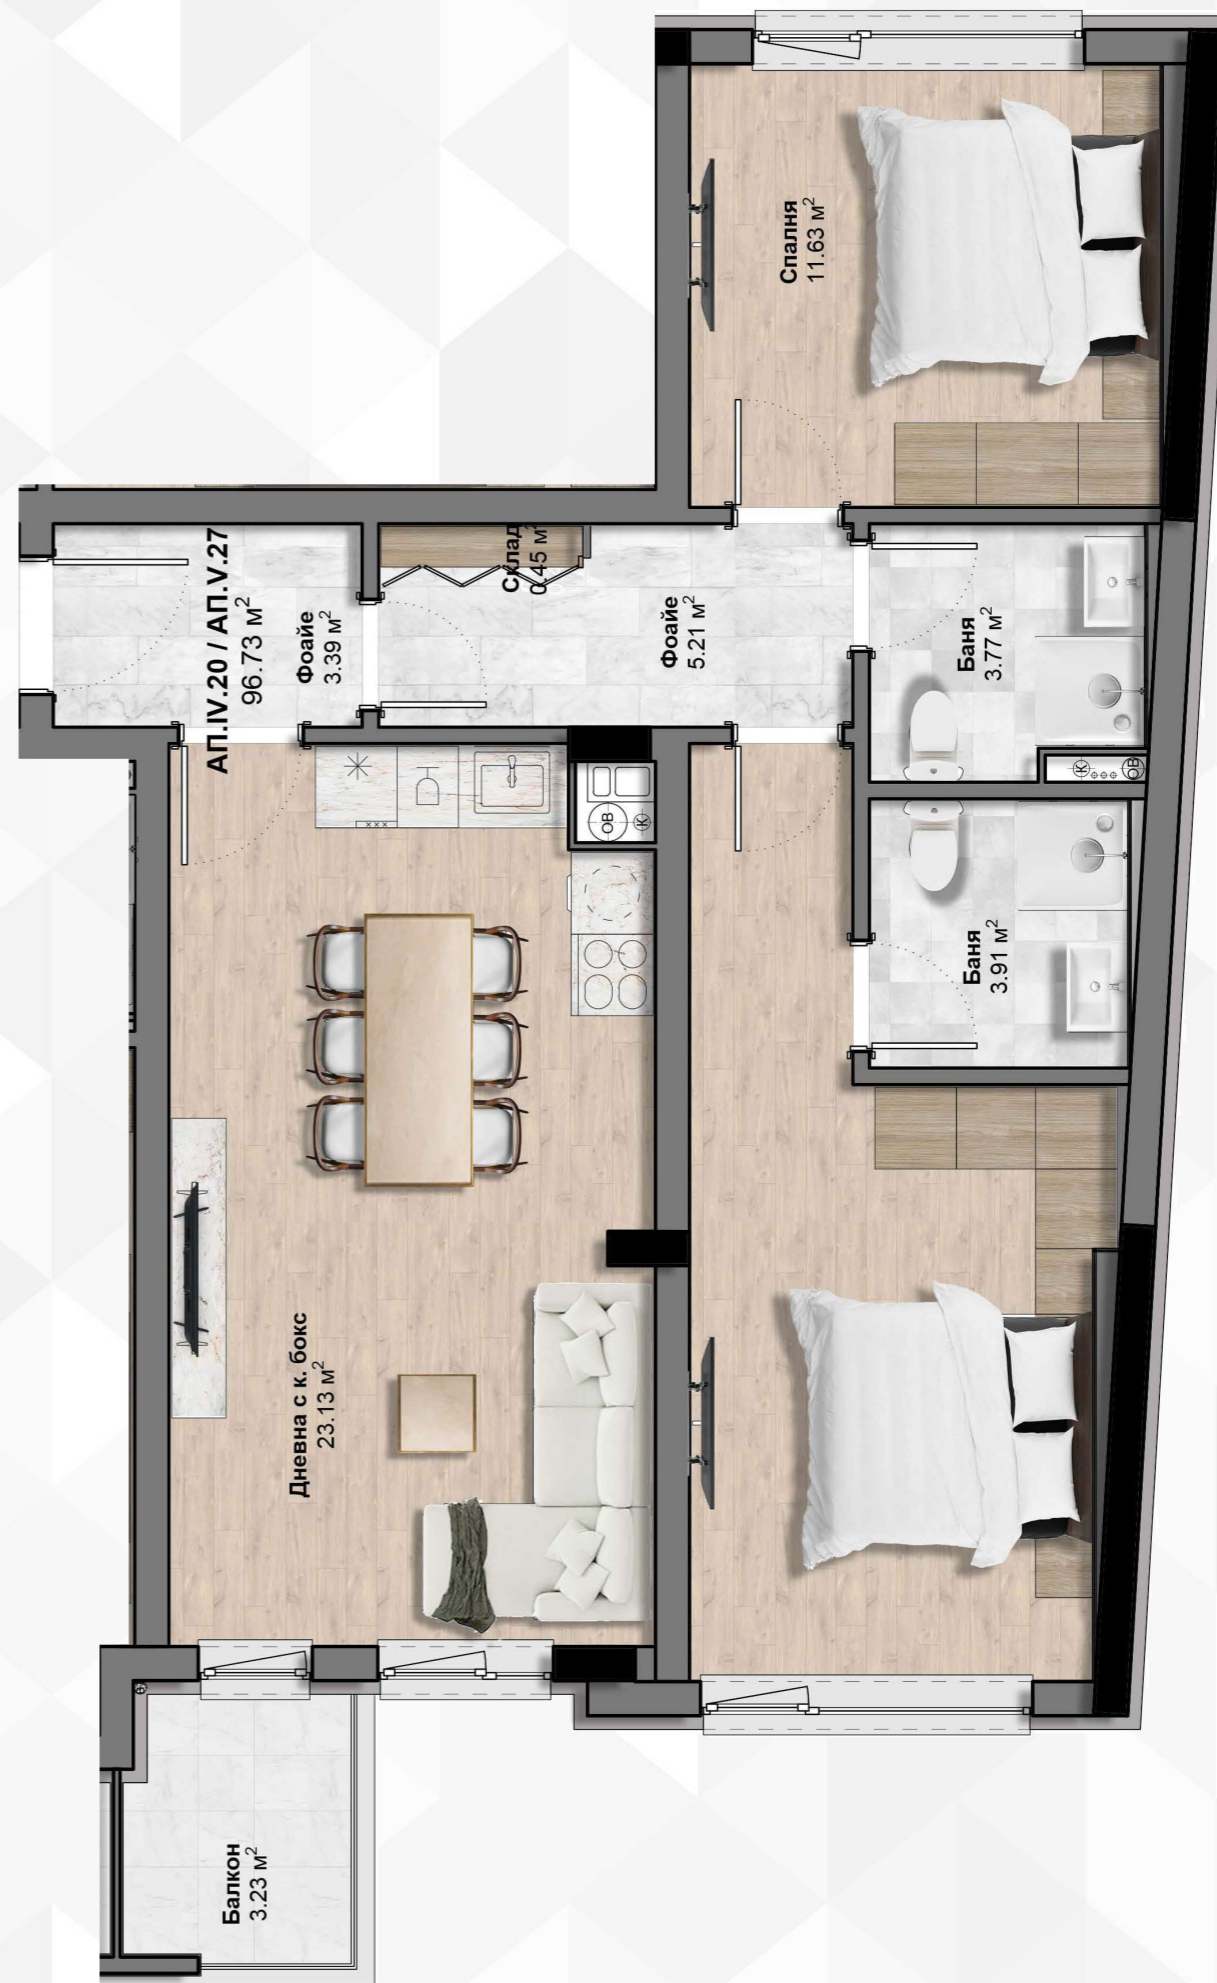 АП.IV.20 / АП.V.27
96.73 м²
Фоайе
3.39 м²
Склад
0.45 м²
Фоайе
5.21 м²
Спалня
11.63 м²
Баня
3.77 м²
К
ОВ
Баня
3.91 м²
ОВ
К
Дневна с к. бокс
23.13 м²
Балкон
3.23 м²